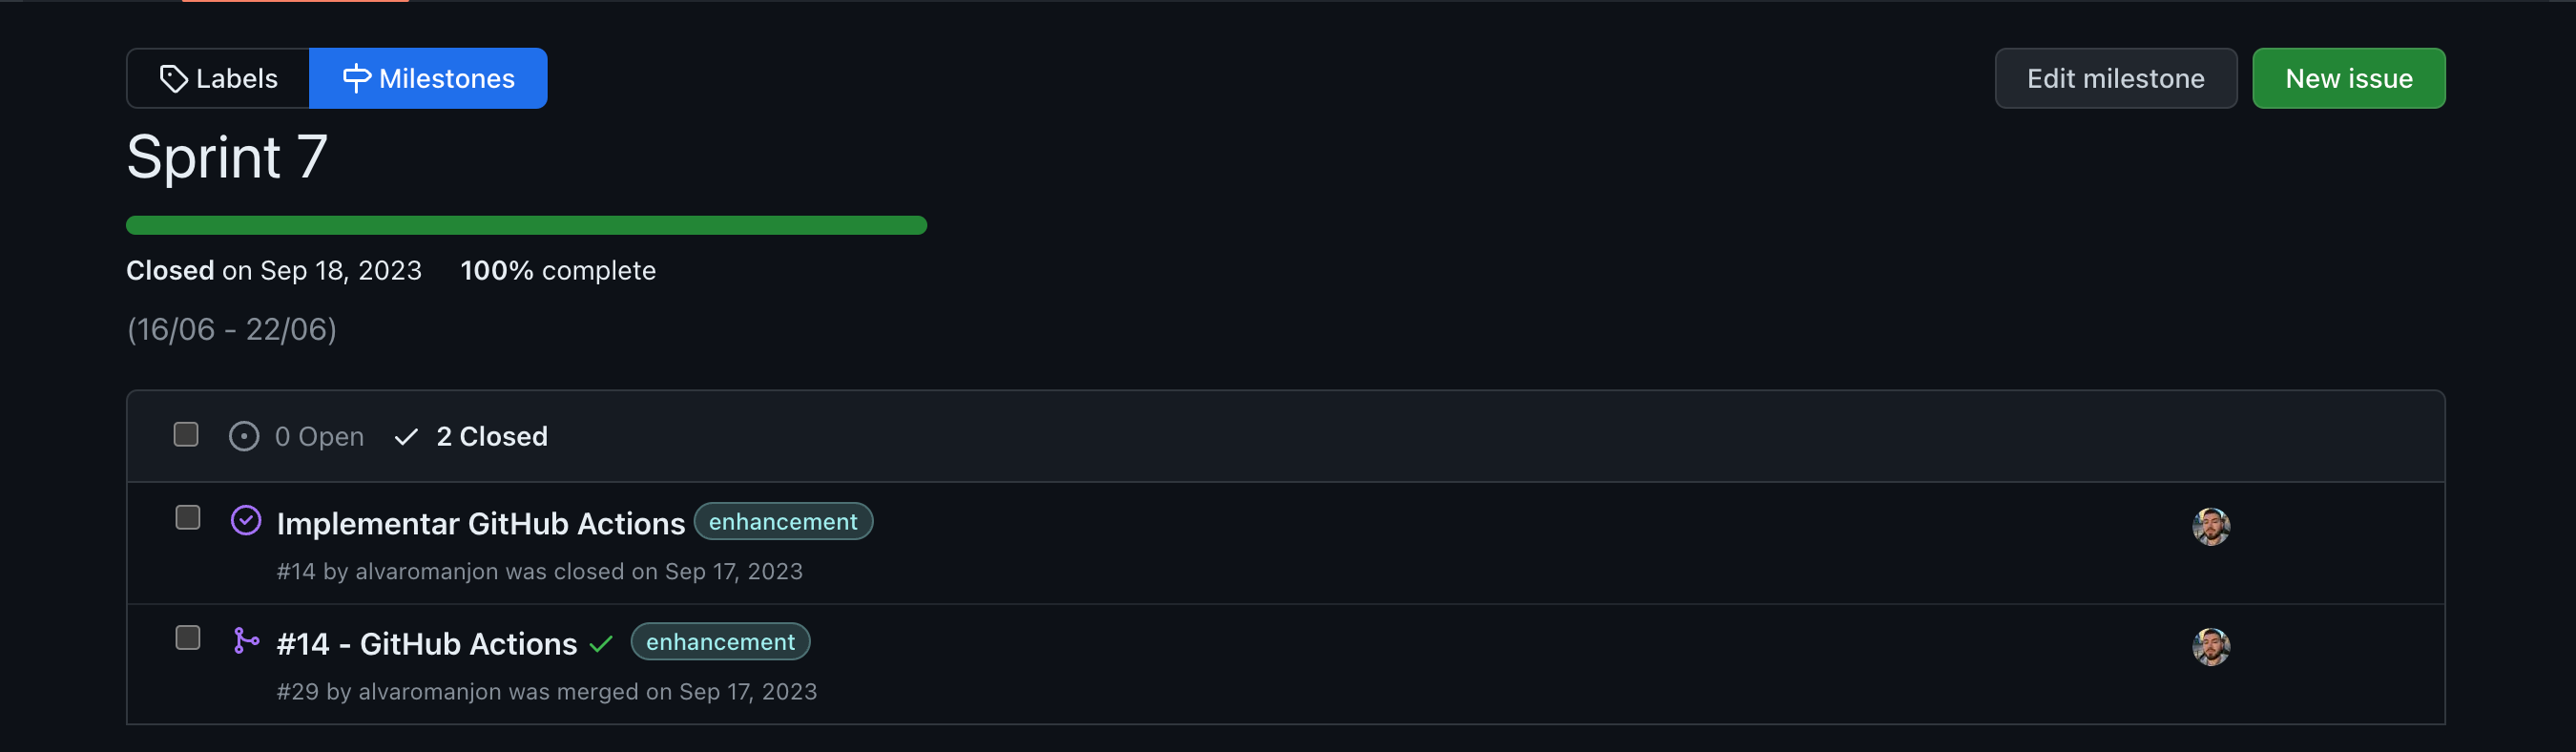 Labels Milestones Edit milestone New issue
Sprint 7
Closed on Sep 18, 2023 100% complete
(16/06 - 22/06)
0 Open 2 Closed
Implementar GitHub Actions enhancement
#14 by alvaromanjon was closed on Sep 17, 2023
#14 - GitHub Actions enhancement
#29 by alvaromanjon was merged on Sep 17, 2023